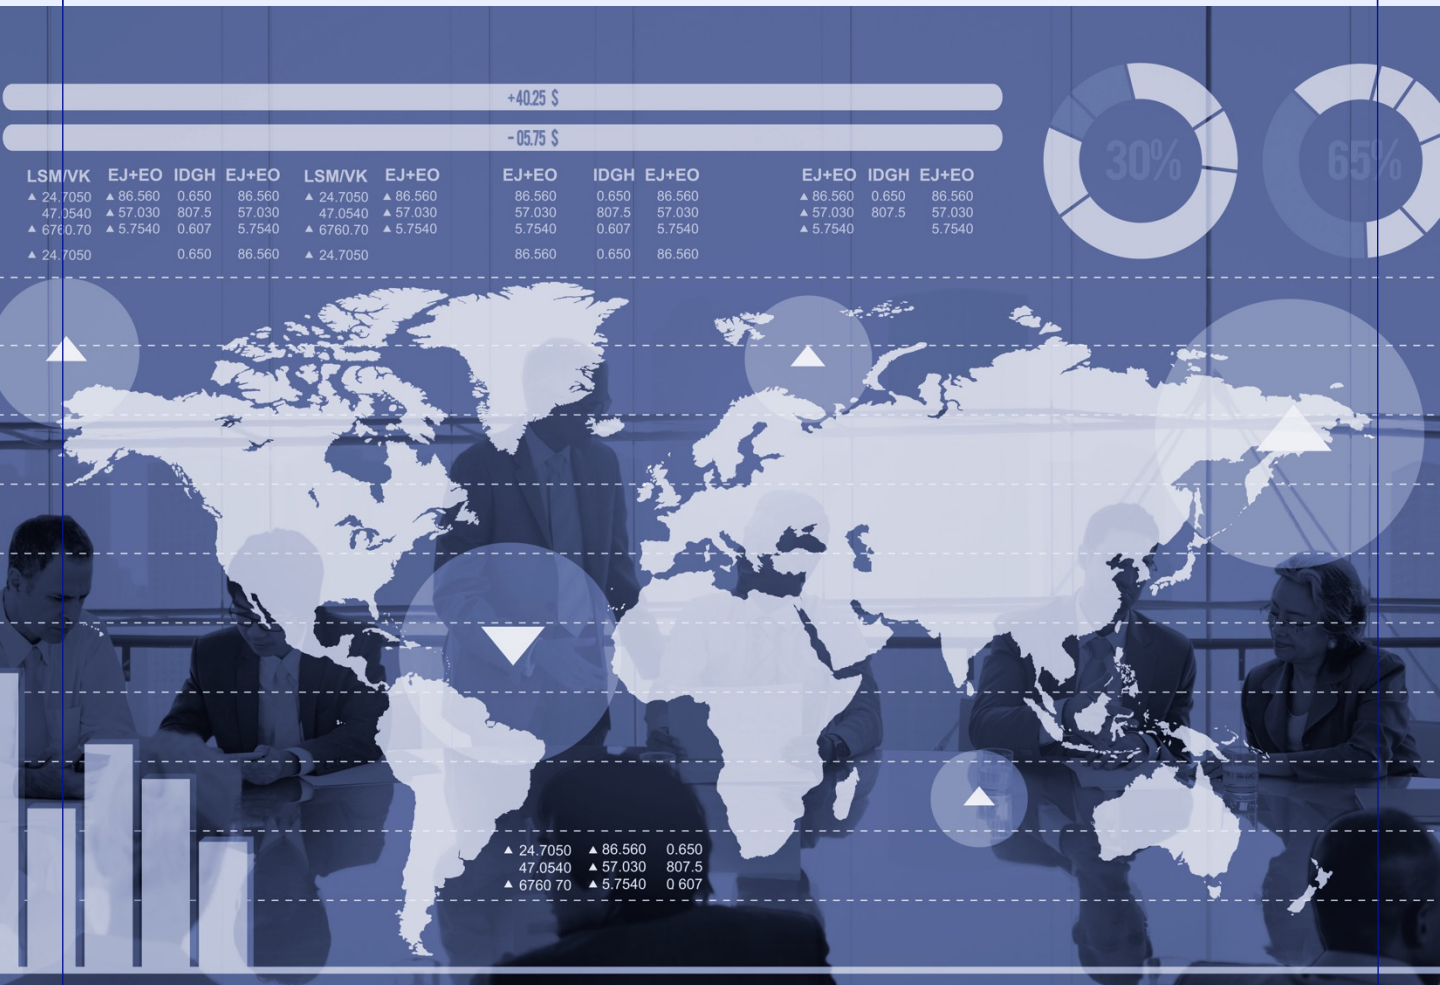 +40.25 $
- 05.75 $
30%
65%
LSM/VK EJ+EO IDGH EJ+EO LSM/VK EJ+EO EJ+EO IDGH EJ+EO EJ+EO IDGH EJ+EO
▲ 24.7050 ▲ 86.560 0.650 86.560 ▲ 24.7050 ▲ 86.560 86.560 0.650 86.560 ▲ 86.560 0.650 86.560
47.0540 ▲ 57.030 807.5 57.030 47.0540 ▲ 57.030 57.030 807.5 57.030 ▲ 57.030 807.5 57.030
▲ 6760.70 ▲ 5.7540 0.607 5.7540 ▲ 6760.70 ▲ 5.7540 5.7540 0.607 5.7540 ▲ 5.7540 5.7540
▲ 24.7050 0.650 86.560 ▲ 24.7050 86.560 0.650 86.560
▲ 24.7050 ▲ 86.560 0.650
47.0540 ▲ 57.030 807.5
▲ 6760 70 ▲ 5.7540 0 607